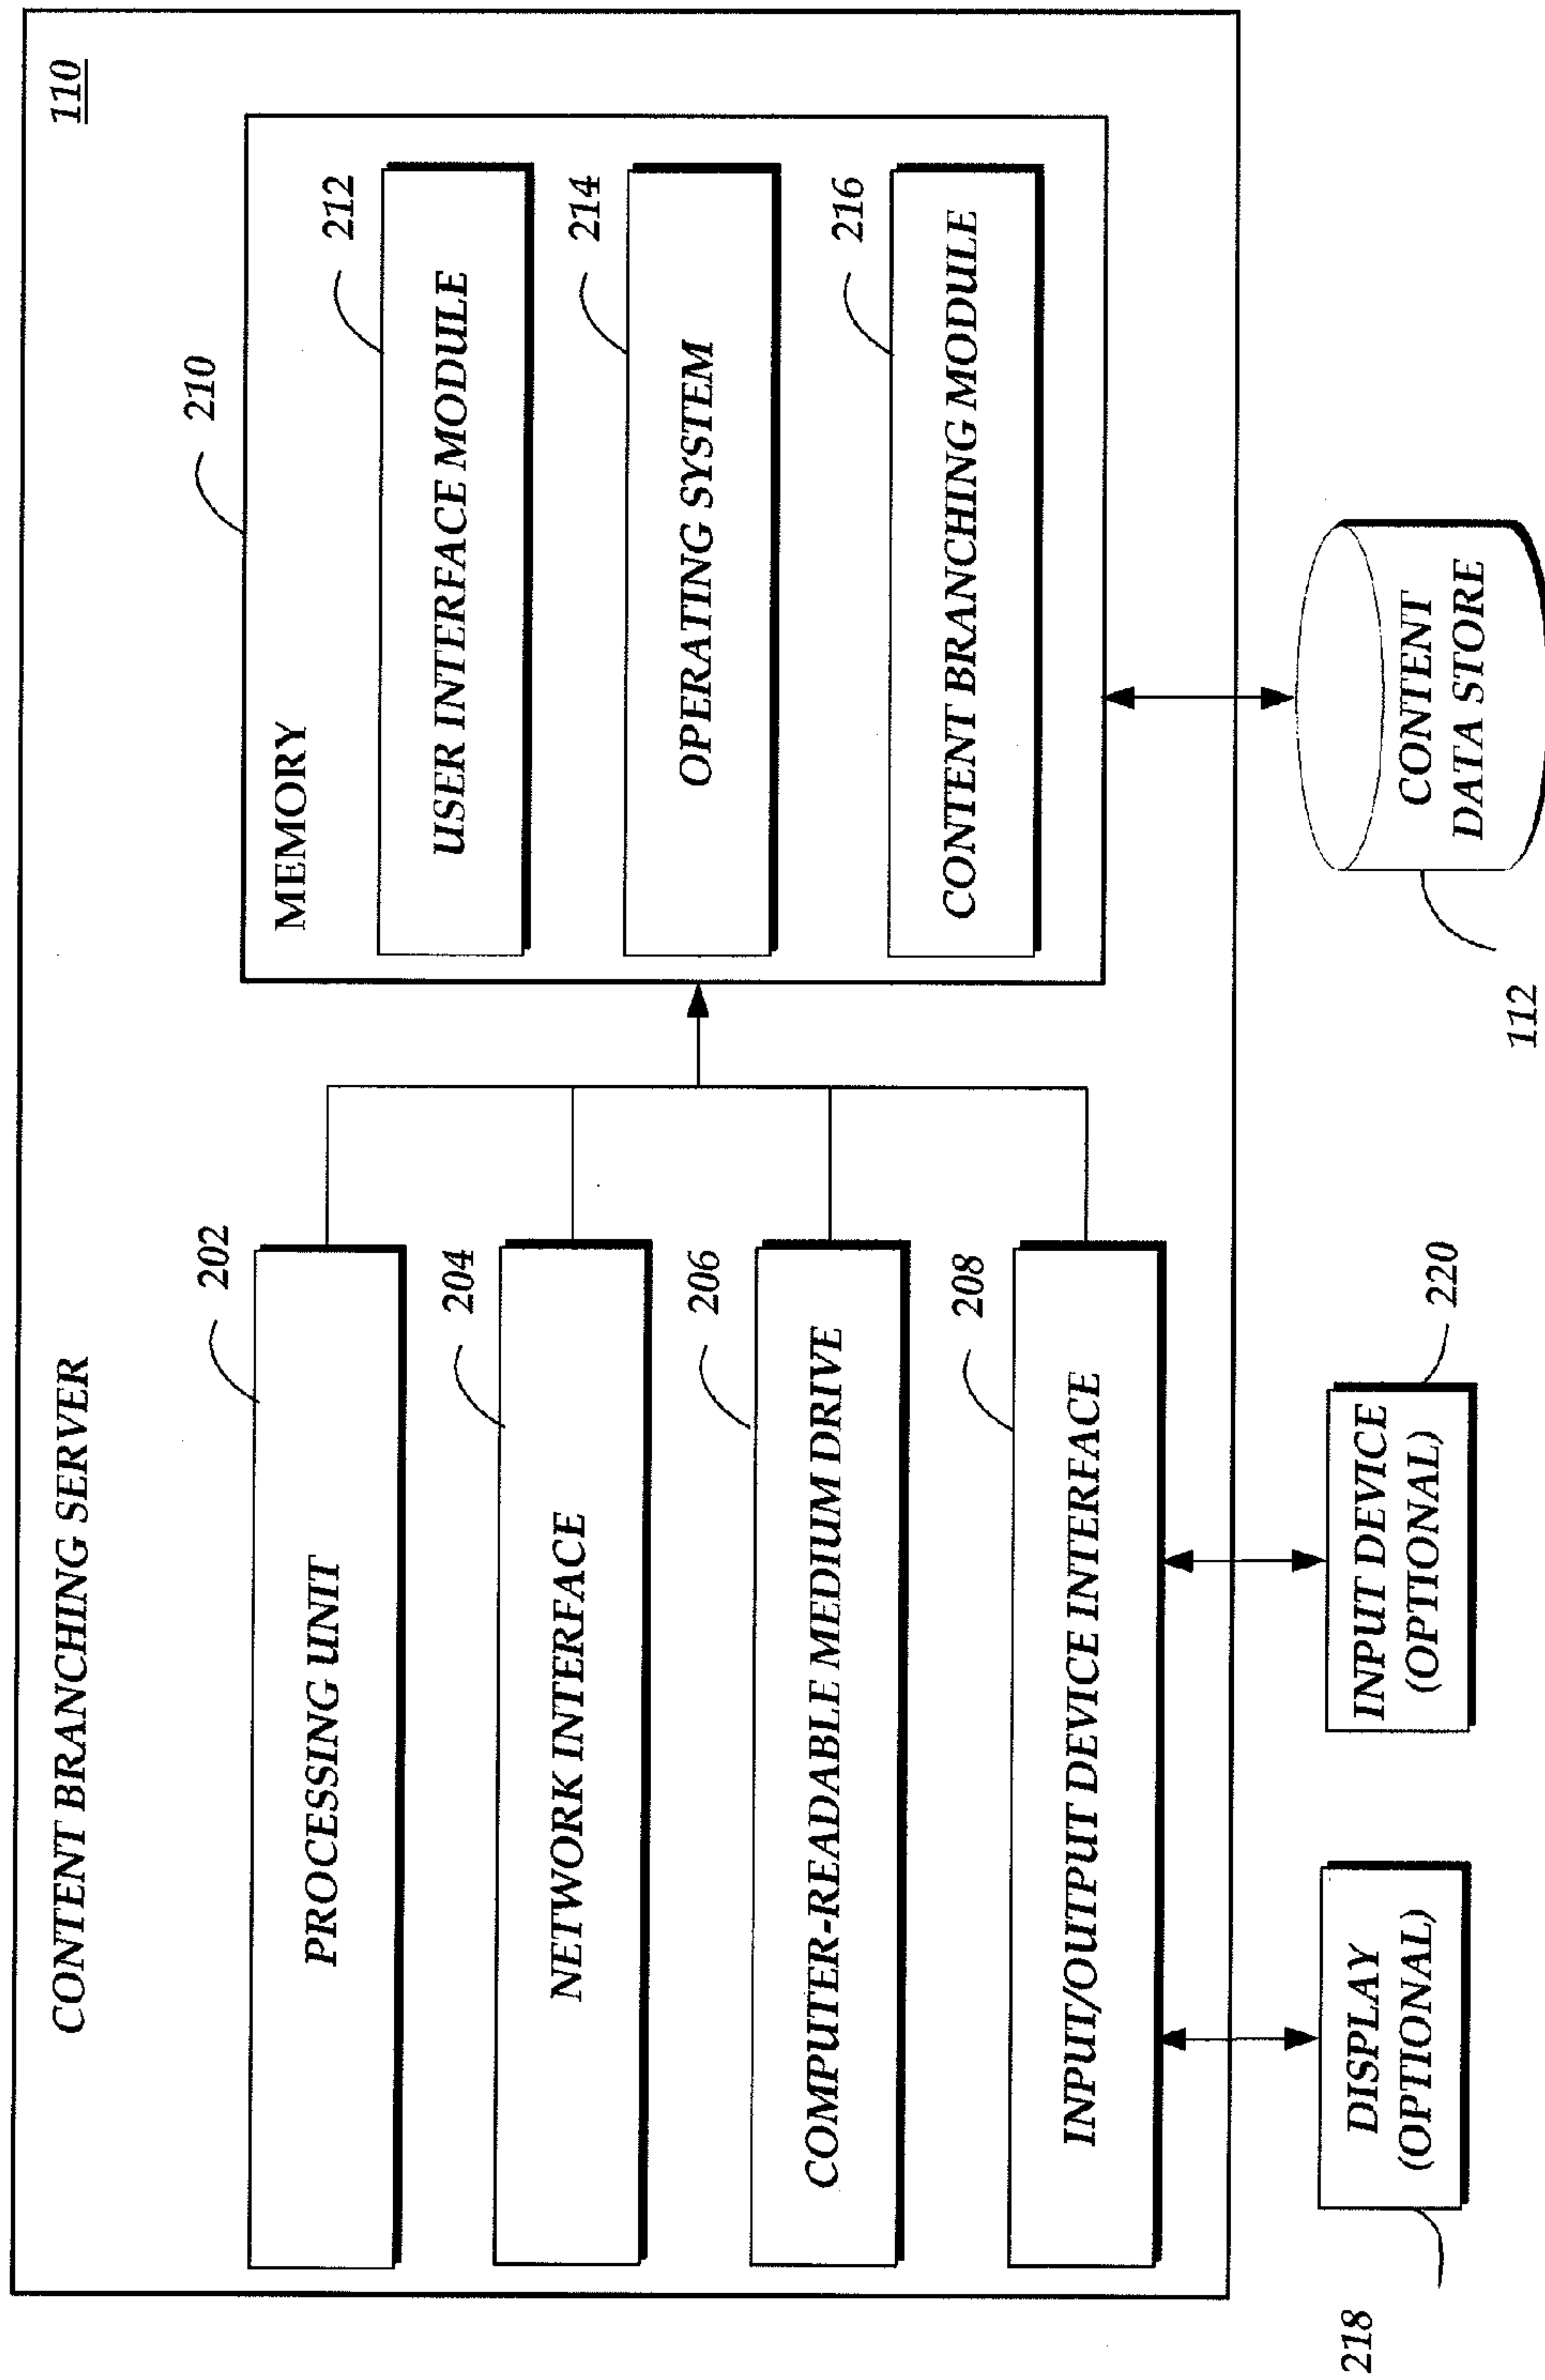 CONTENT BRANCHING SERVER
110
202
PROCESSING UNIT
204
NETWORK INTERFACE
206
COMPUTER-READABLE MEDIUM DRIVE
208
INPUT/OUTPUT DEVICE INTERFACE
210
MEMORY
212
USER INTERFACE MODULE
214
OPERATING SYSTEM
216
CONTENT BRANCHING MODULE
218
DISPLAY
(OPTIONAL)
220
INPUT DEVICE
(OPTIONAL)
112
CONTENT
DATA STORE